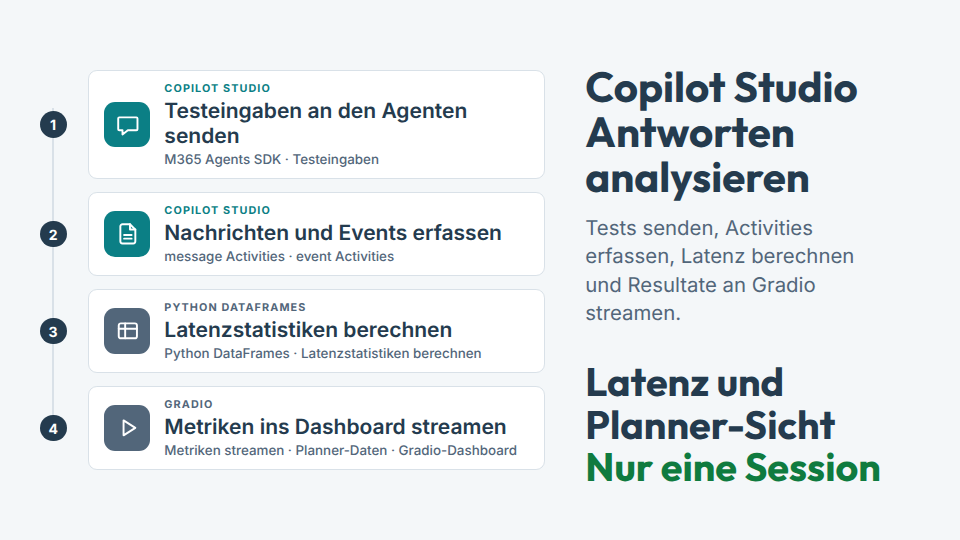 1
COPILOT STUDIO
Testeingaben an den Agenten
senden
M365 Agents SDK · Testeingaben
2
COPILOT STUDIO
Nachrichten und Events erfassen
message Activities · event Activities
3
PYTHON DATAFRAMES
Latenzstatistiken berechnen
Python DataFrames · Latenzstatistiken berechnen
4
GRADIO
Metriken ins Dashboard streamen
Metriken streamen · Planner-Daten · Gradio-Dashboard
Copilot Studio
Antworten
analysieren
Tests senden, Activities
erfassen, Latenz berechnen
und Resultate an Gradio
streamen.
Latenz und
Planner-Sicht
Nur eine Session